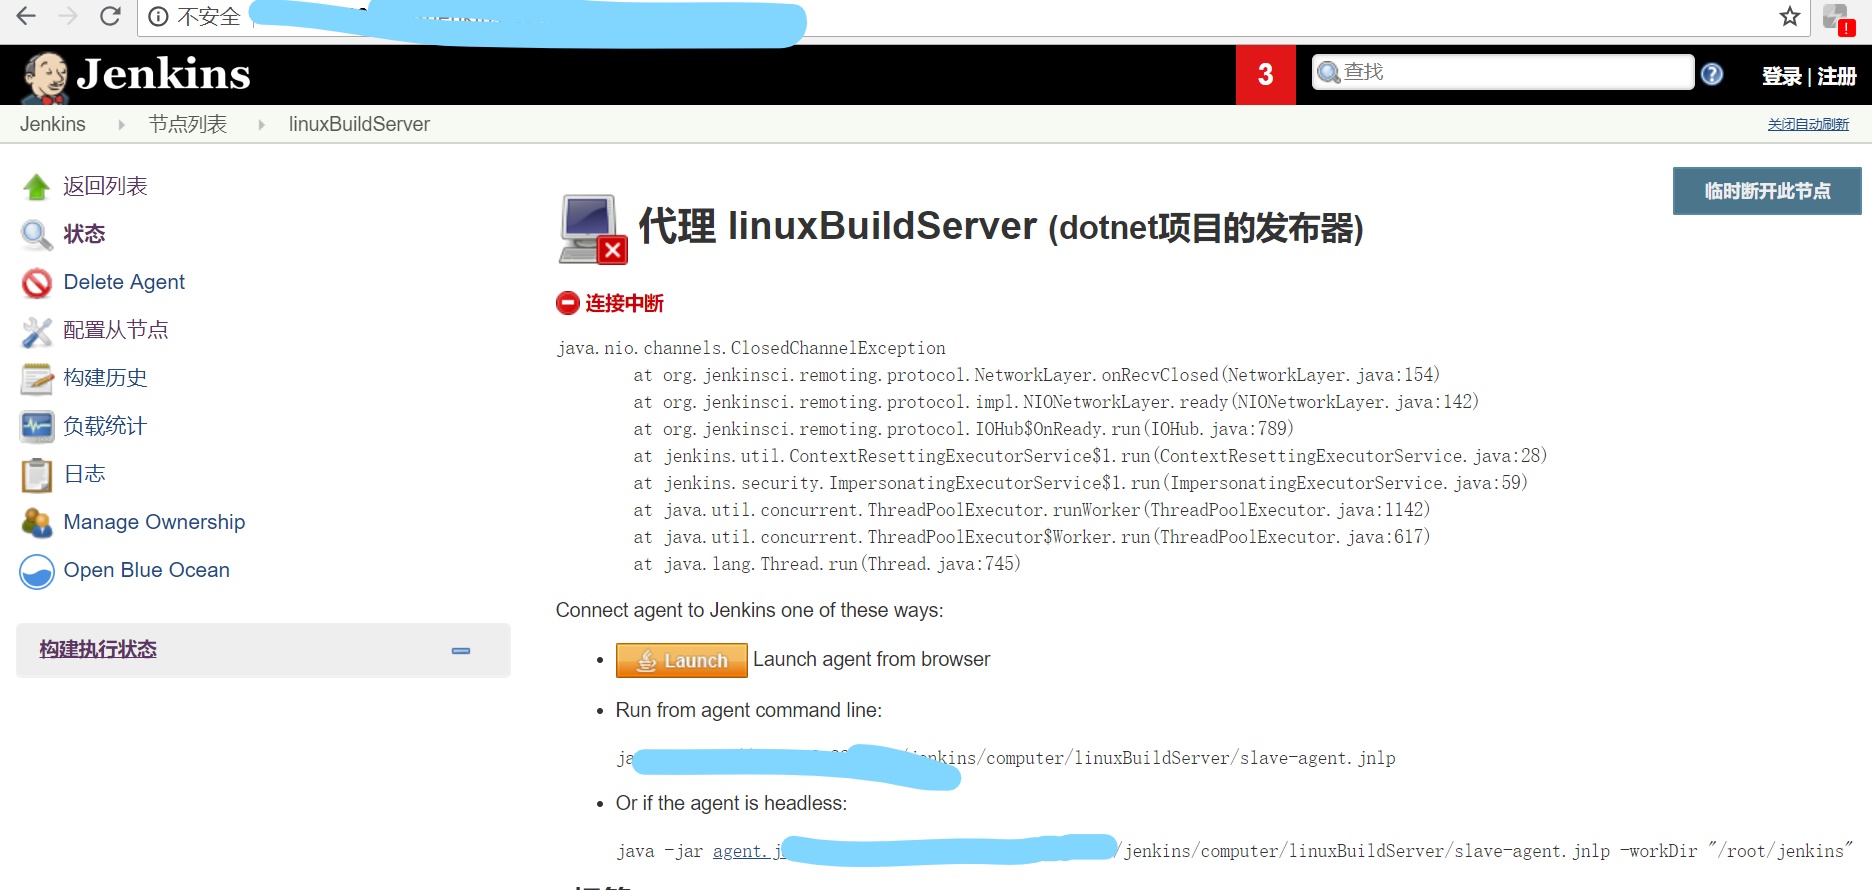 不安全
Jenkins
3
查找
登录 | 注册
Jenkins
节点列表
linuxBuildServer
关闭自动刷新
返回列表
状态
Delete Agent
配置从节点
构建历史
负载统计
日志
Manage Ownership
Open Blue Ocean
构建执行状态
临时断开此节点
代理 linuxBuildServer (dotnet项目的发布器)
连接中断
java.nio.channels.ClosedChannelException
at org.jenkinsci.remoting.protocol.NetworkLayer.onRecvClosed(NetworkLayer.java:154)
at org.jenkinsci.remoting.protocol.impl.NIONetworkLayer.ready(NIONetworkLayer.java:142)
at org.jenkinsci.remoting.protocol.IOHub$OnReady.run(IOHub.java:789)
at jenkins.util.ContextResettingExecutorService$1.run(ContextResettingExecutorService.java:28)
at jenkins.security.ImpersonatingExecutorService$1.run(ImpersonatingExecutorService.java:59)
at java.util.concurrent.ThreadPoolExecutor.runWorker(ThreadPoolExecutor.java:1142)
at java.util.concurrent.ThreadPoolExecutor$Worker.run(ThreadPoolExecutor.java:617)
at java.lang.Thread.run(Thread.java:745)
Connect agent to Jenkins one of these ways:
Launch Launch agent from browser
Run from agent command line:
/computer/linuxBuildServer/slave-agent.jnlp
Or if the agent is headless:
java -jar /jenkins/computer/linuxBuildServer/slave-agent.jnlp -workDir "/root/jenkins"